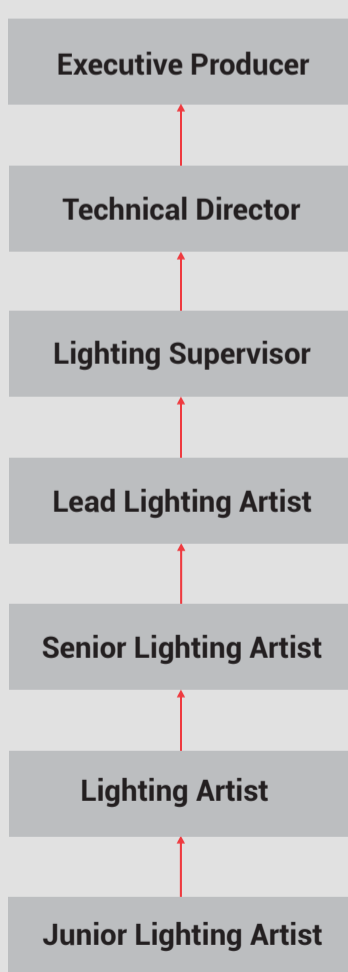 Executive Producer
Technical Director
Lighting Supervisor
Lead Lighting Artist
Senior Lighting Artist
Lighting Artist
Junior Lighting Artist